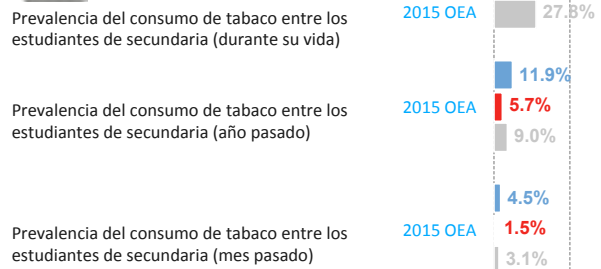 Prevalencia del consumo de tabaco entre los
estudiantes de secundaria (durante su vida)
2015 OEA
27.8%
11.9%
Prevalencia del consumo de tabaco entre los
estudiantes de secundaria (año pasado)
2015 OEA
5.7%
9.0%
4.5%
Prevalencia del consumo de tabaco entre los
estudiantes de secundaria (mes pasado)
2015 OEA
1.5%
3.1%